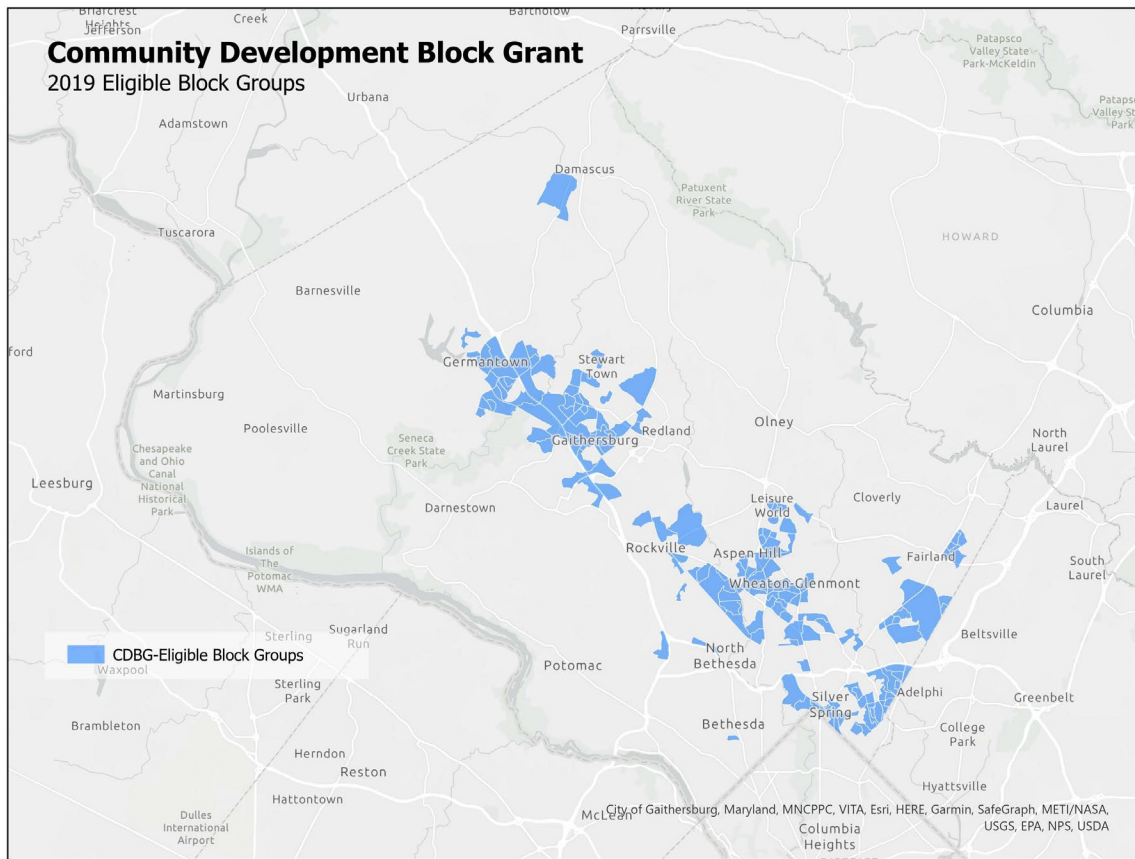 Community Development Block Grant
2019 Eligible Block Groups
Briarcrest
Heights
Jefferson
Creek
Bartholow
Parrsville
Patapsco
Valley State
Park-McKeldin
Urbana
Adamstown
Valley St
Park
Damascus
Patuxent
River State
Park
Tuscarora
HOWARD
Barnesville
Columbia
ford
Germantown
Stewart
Town
Martinsburg
Poolesville
Olney
Redland
Gaithersburg
North
Laurel
Seneca
Creek State
Park
Chesapeake
and Ohio
Canal
National
Historical
Park
Leesburg
Darnestown
Leisure
World
Cloverly
Laurel
Rockville
Aspen Hill
Fairland
Islands of
The
Potomac
WMA
Wheaton-Glenmont
South
Laurel
Sterling
Sugarland
Run
Beltsville
CDBG-Eligible Block Groups
Waxpool
Potomac
North
Bethesda
Sterling
Park
Silver
Spring
Adelphi
Greenbelt
Brambleton
Bethesda
College
Park
Herndon
Reston
Hattontown
Hyattsville
Dulles
International
Airport
McLean
City of Gaithersburg, Maryland, MNCPPC, VITA, Esri, HERE, Garmin, SafeGraph, METI/NASA,
USGS, EPA, NPS, USDA
Columbia
Heights